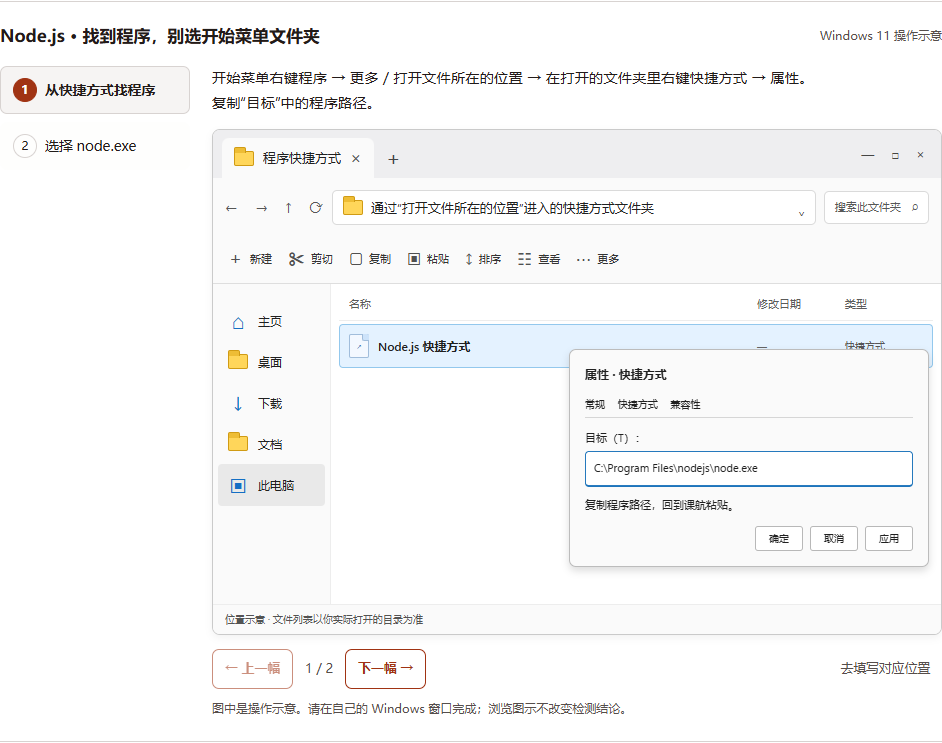 Node.js • 找到程序，别选开始菜单文件夹
Windows 11 操作示意
1 从快捷方式找程序
2 选择 node.exe
开始菜单右键程序 → 更多 / 打开文件所在的位置 → 在打开的文件夹里右键快捷方式 → 属性。
复制“目标”中的程序路径。
程序快捷方式 × +
— □ ×
← → ↑ ⟳ 通过“打开文件所在的位置”进入的快捷方式文件夹 ⌄
搜索此文件夹 ⌕
+ 新建 剪切 复制 粘贴 ↕ 排序 查看 ··· 更多
主页
桌面
↓ 下载
文档
此电脑
名称 修改日期 类型
Node.js 快捷方式 — 快捷方式
属性 · 快捷方式
常规 快捷方式 兼容性
目标（T）：
C:\Program Files\nodejs\node.exe
复制程序路径，回到课航粘贴。
确定 取消 应用
位置示意 · 文件列表以你实际打开的目录为准
← 上一幅 1 / 2 下一幅 →
去填写对应位置
图中是操作示意。请在自己的 Windows 窗口完成；浏览图示不改变检测结论。